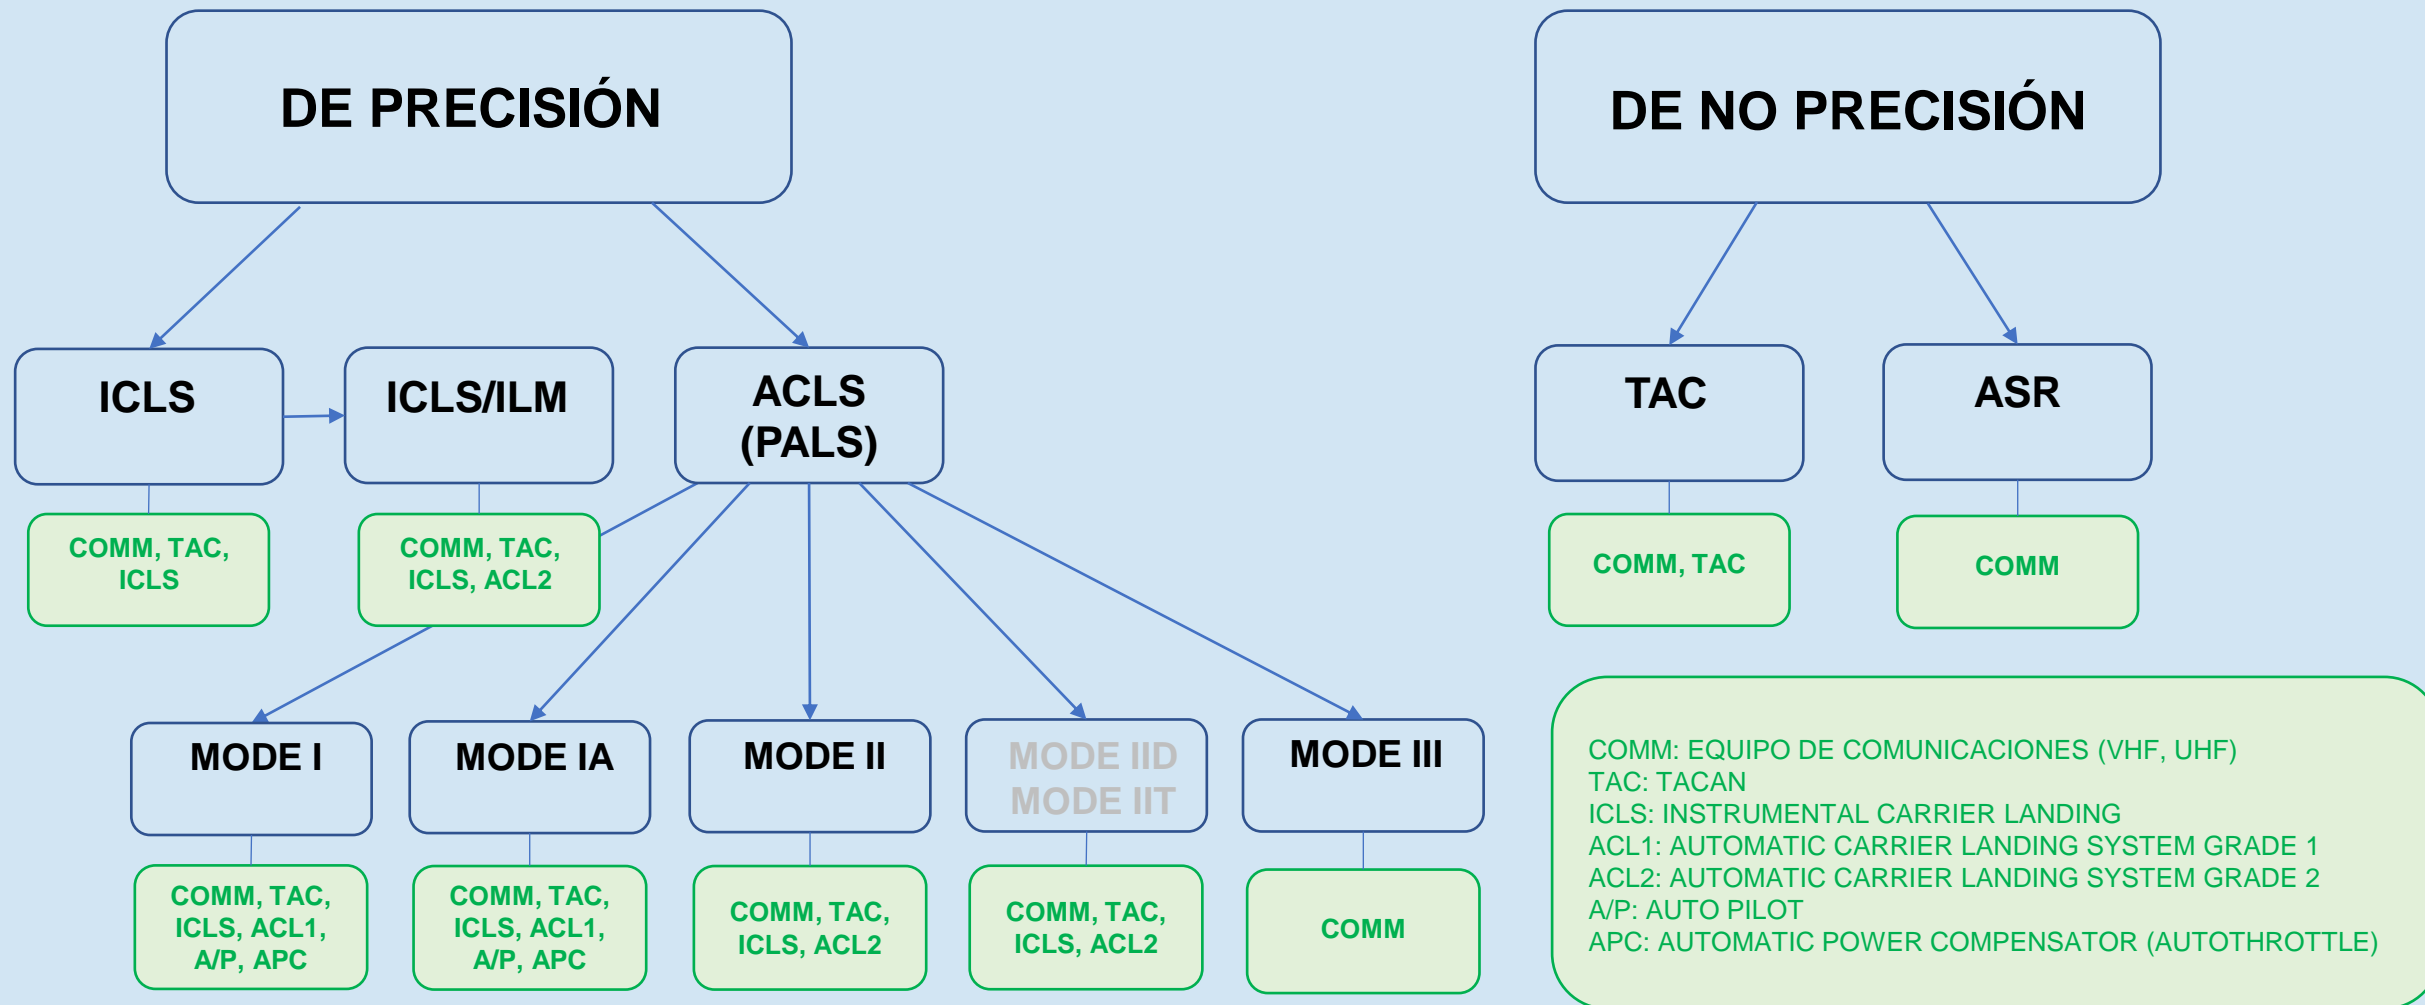 DE PRECISIÓN
DE NO PRECISIÓN
ICLS
ICLS/ILM
ACLS
(PALS)
TAC
ASR
COMM, TAC,
ICLS
COMM, TAC,
ICLS, ACL2
COMM, TAC
COMM
MODE I
MODE IA
MODE II
MODE IID
MODE IIT
MODE III
COMM, TAC,
ICLS, ACL1,
A/P, APC
COMM, TAC,
ICLS, ACL1,
A/P, APC
COMM, TAC,
ICLS, ACL2
COMM, TAC,
ICLS, ACL2
COMM
COMM: EQUIPO DE COMUNICACIONES (VHF, UHF)
TAC: TACAN
ICLS: INSTRUMENTAL CARRIER LANDING
ACL1: AUTOMATIC CARRIER LANDING SYSTEM GRADE 1
ACL2: AUTOMATIC CARRIER LANDING SYSTEM GRADE 2
A/P: AUTO PILOT
APC: AUTOMATIC POWER COMPENSATOR (AUTOTHROTTLE)